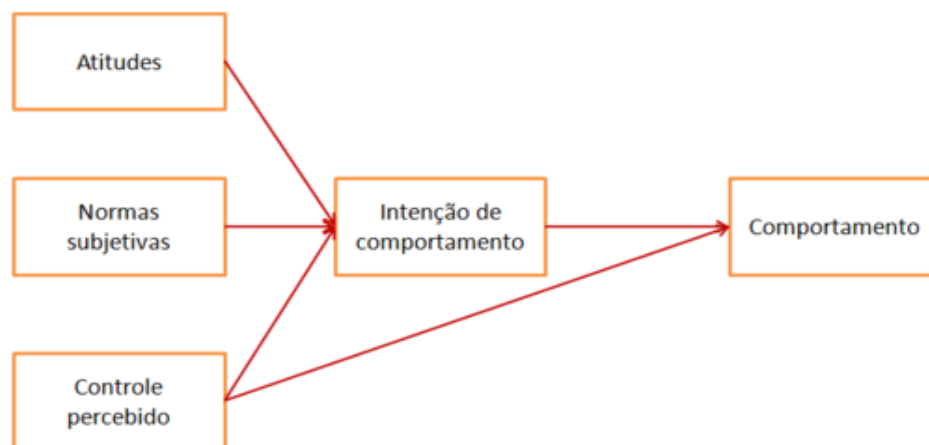 Atitudes
Normas
subjetivas
Intenção de
comportamento
Comportamento
Controle
percebido